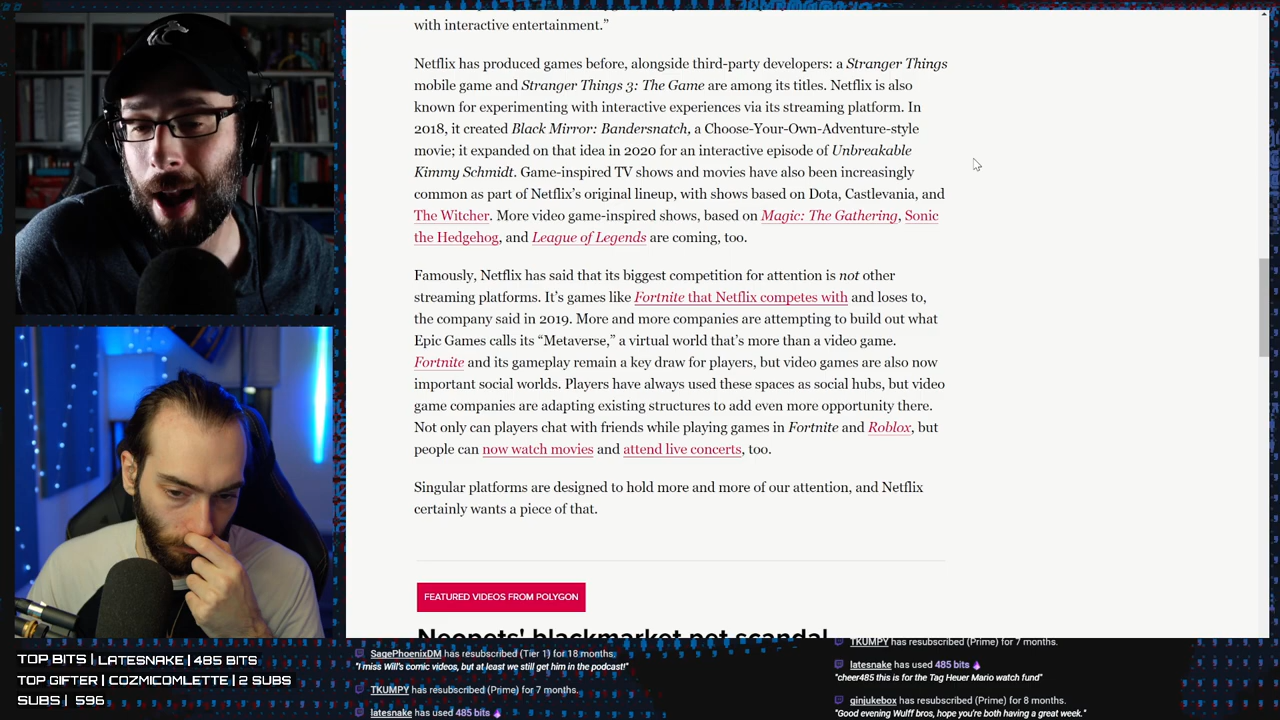 with interactive entertainment.”
Netflix has produced games before, alongside third-party developers: a Stranger Things
mobile game and Stranger Things 3: The Game are among its titles. Netflix is also
known for experimenting with interactive experiences via its streaming platform. In
2018, it created Black Mirror: Bandersnatch, a Choose-Your-Own-Adventure-style
movie; it expanded on that idea in 2020 for an interactive episode of Unbreakable
Kimmy Schmidt. Game-inspired TV shows and movies have also been increasingly
common as part of Netflix’s original lineup, with shows based on Dota, Castlevania, and
The Witcher. More video game-inspired shows, based on Magic: The Gathering, Sonic
the Hedgehog, and League of Legends are coming, too.
Famously, Netflix has said that its biggest competition for attention is not other
streaming platforms. It’s games like Fortnite that Netflix competes with and loses to,
the company said in 2019. More and more companies are attempting to build out what
Epic Games calls its “Metaverse,” a virtual world that’s more than a video game.
Fortnite and its gameplay remain a key draw for players, but video games are also now
important social worlds. Players have always used these spaces as social hubs, but video
game companies are adapting existing structures to add even more opportunity there.
Not only can players chat with friends while playing games in Fortnite and Roblox, but
people can now watch movies and attend live concerts, too.
Singular platforms are designed to hold more and more of our attention, and Netflix
certainly wants a piece of that.
FEATURED VIDEOS FROM POLYGON
Neopets' blackmarket pet scandal
TOP BITS | LATESNAKE | 485 BITS
TOP GIFTER | COZMICOMLETTE | 2 SUBS
SUBS | 596
SagePhoenixDM has resubscribed (Tier 1) for 18 months.
"I miss Will's comic videos, but at least we still get him in the podcast!"
TKUMPY has resubscribed (Prime) for 7 months.
latesnake has used 485 bits
TKUMPY has resubscribed (Prime) for 7 months.
latesnake has used 485 bits
"cheer485 this is for the Tag Heuer Mario watch fund"
ginjukebox has resubscribed (Prime) for 8 months.
"Good evening Wulff bros, hope you're both having a great week."